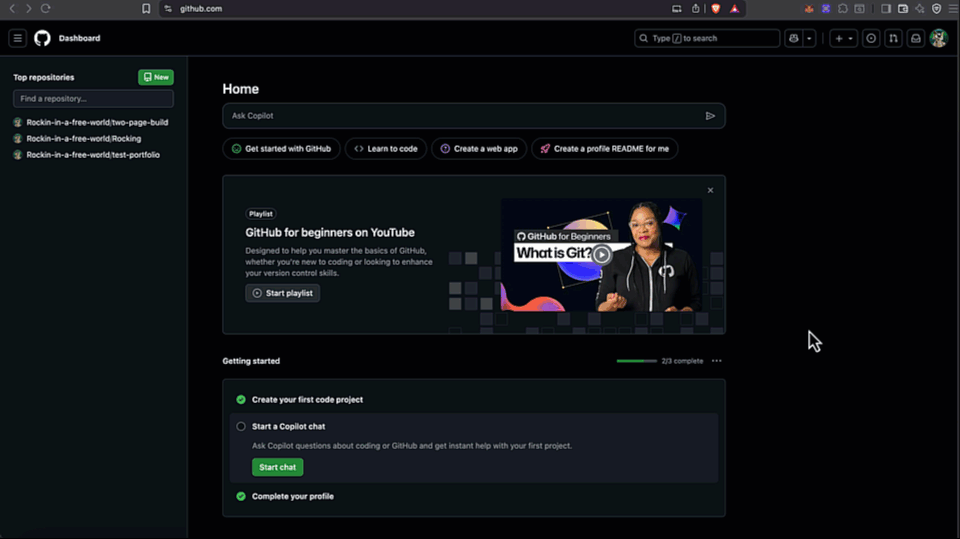 github.com
Dashboard
Type / to search
Top repositories
New
Find a repository...
Rockin-in-a-free-world/two-page-build
Rockin-in-a-free-world/Rocking
Rockin-in-a-free-world/test-portfolio
Home
Ask Copilot
Get started with GitHub
Learn to code
Create a web app
Create a profile README for me
Playlist
GitHub for beginners on YouTube
Designed to help you master the basics of GitHub,
whether you're new to coding or looking to enhance
your version control skills.
Start playlist
GitHub for Beginners
What is Git?
Getting started
2/3 complete
Create your first code project
Start a Copilot chat
Ask Copilot questions about coding or GitHub and get instant help with your first project.
Start chat
Complete your profile